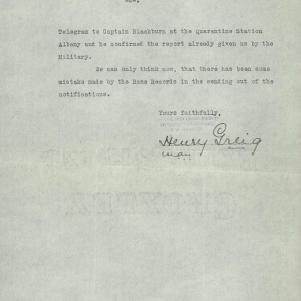 Telegram to Captain Blackburn at the Quarantine Station
Albany and he confirmed the report already given us by the
Military.
We can only think now, that there has been some
mistake made by the Base Records in the sending out of the
notifications.
Yours faithfully,
Henry Greig